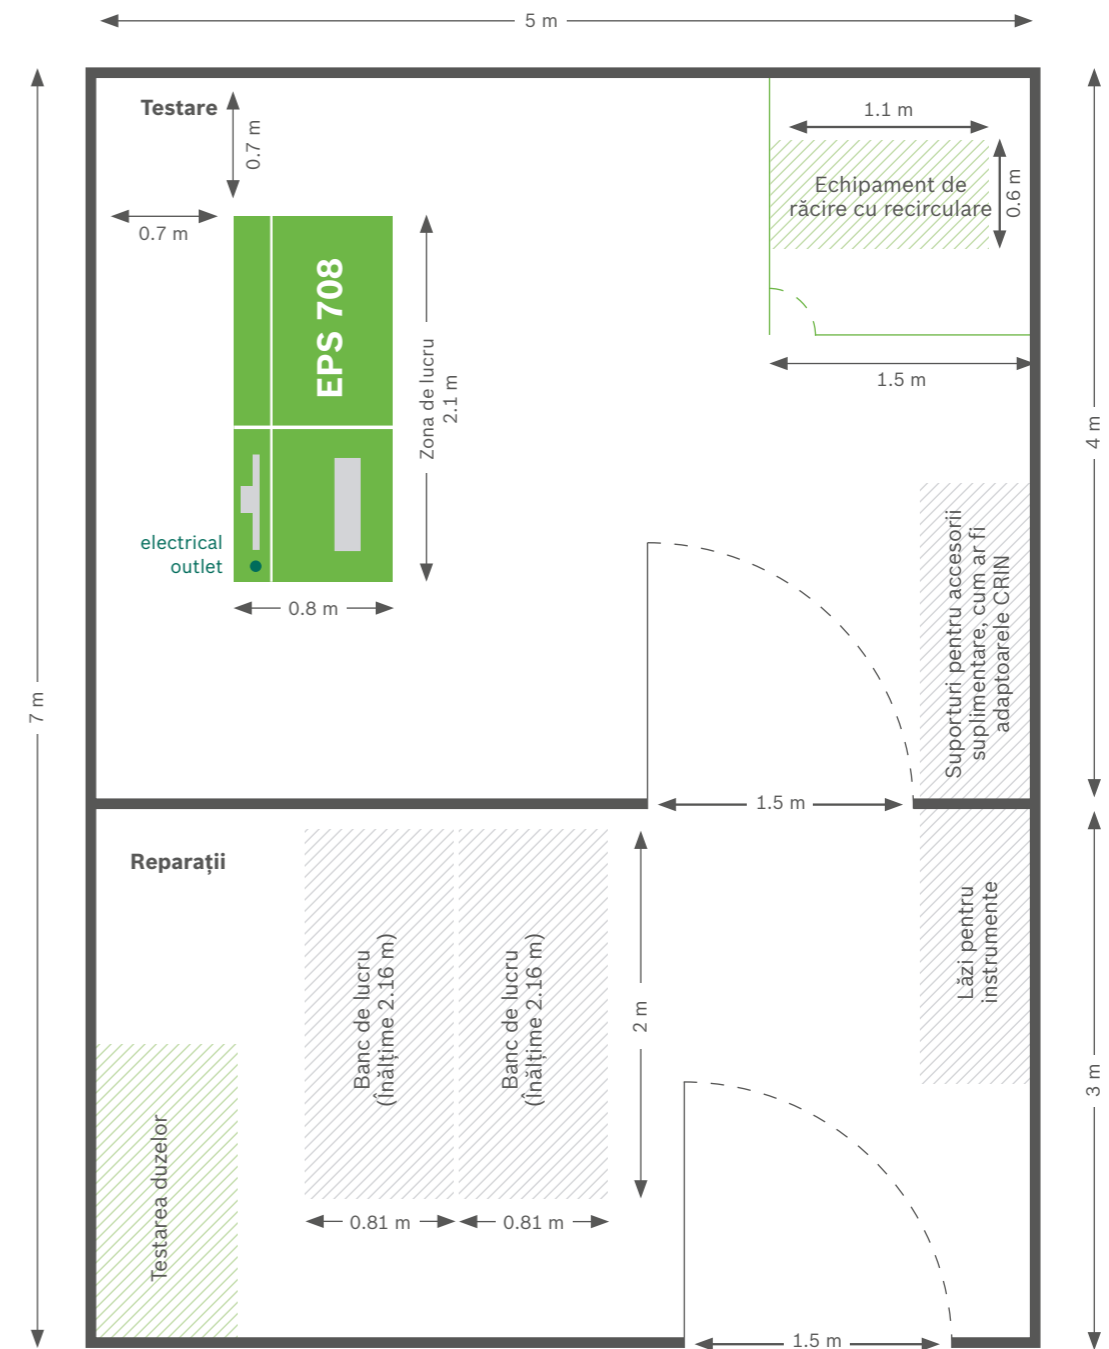 5 m
Testare
0.7 m
0.7 m
1.1 m
Echipament de
răcire cu recirculare
0.6 m
1.5 m
EPS 708
Zona de lucru
2.1 m
electrical
outlet
0.8 m
4 m
7 m
Suporturi pentru accesorii
suplimentare, cum ar fi
adaptoarele CRIN
1.5 m
Reparații
Banc de lucru
(înălțime 2.16 m)
Banc de lucru
(înălțime 2.16 m)
2 m
Lăzi pentru
instrumente
3 m
Testarea duzelor
0.81 m
0.81 m
1.5 m